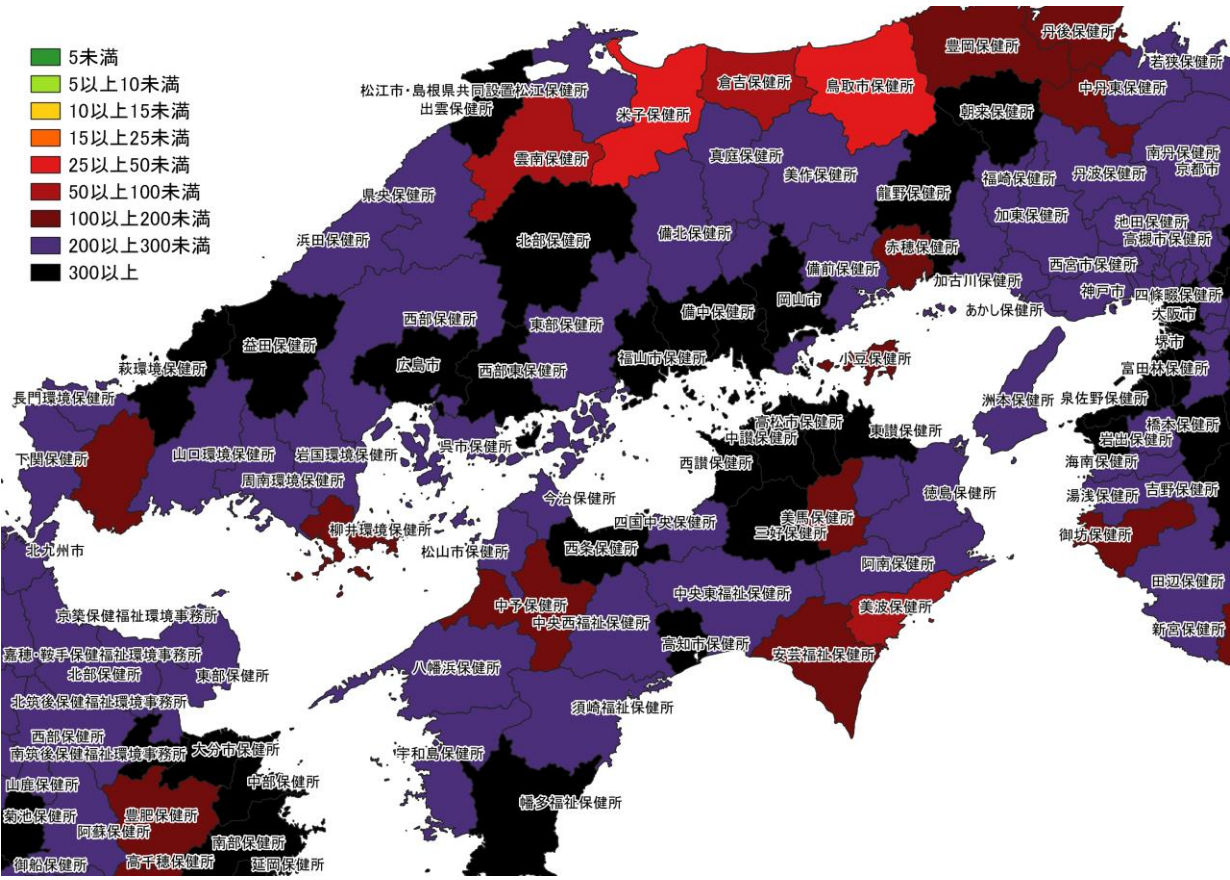 5未満
5以上10未満
10以上15未満
15以上25未満
25以上50未満
50以上100未満
100以上200未満
200以上300未満
300以上
豊岡保健所
丹後保健所
若狭保健所
松江市・島根県共同設置松江保健所
出雲保健所
米子保健所
倉吉保健所
鳥取市保健所
中丹東保健所
朝来保健所
雲南保健所
真庭保健所
美作保健所
龍野保健所
福崎保健所
丹波保健所
南丹保健所
京都市
県央保健所
浜田保健所
北部保健所
備北保健所
加東保健所
池田保健所
高槻市保健所
赤穂保健所
備前保健所
西宮市保健所
加古川保健所
神戸市
四條畷保健所
あかし保健所
大阪市
堺市
岡山市
備中保健所
西部保健所
東部保健所
益田保健所
広島市
西部東保健所
福山市保健所
小豆保健所
萩環境保健所
富田林保健所
長門環境保健所
洲本保健所
泉佐野保健所
橋本保健所
岩出保健所
高松市保健所
中讃保健所
東讃保健所
西讃保健所
呉市保健所
下関保健所
山口環境保健所
岩国環境保健所
周南環境保健所
海南保健所
湯浅保健所
吉野保健所
今治保健所
徳島保健所
四国中央保健所
美馬保健所
三好保健所
柳井環境保健所
御坊保健所
北九州市
松山市保健所
西条保健所
阿南保健所
田辺保健所
中予保健所
中央東福祉保健所
美波保健所
京築保健福祉環境事務所
中央西福祉保健所
高知市保健所
新宮保健所
嘉穂・鞍手保健福祉環境事務所
北部保健所
東部保健所
八幡浜保健所
安芸福祉保健所
北筑後保健福祉環境事務所
須崎福祉保健所
西部保健所
南筑後保健福祉環境事務所
大分市保健所
宇和島保健所
山鹿保健所
中部保健所
菊池保健所
豊肥保健所
阿蘇保健所
幡多福祉保健所
南部保健所
御船保健所
高千穂保健所
延岡保健所